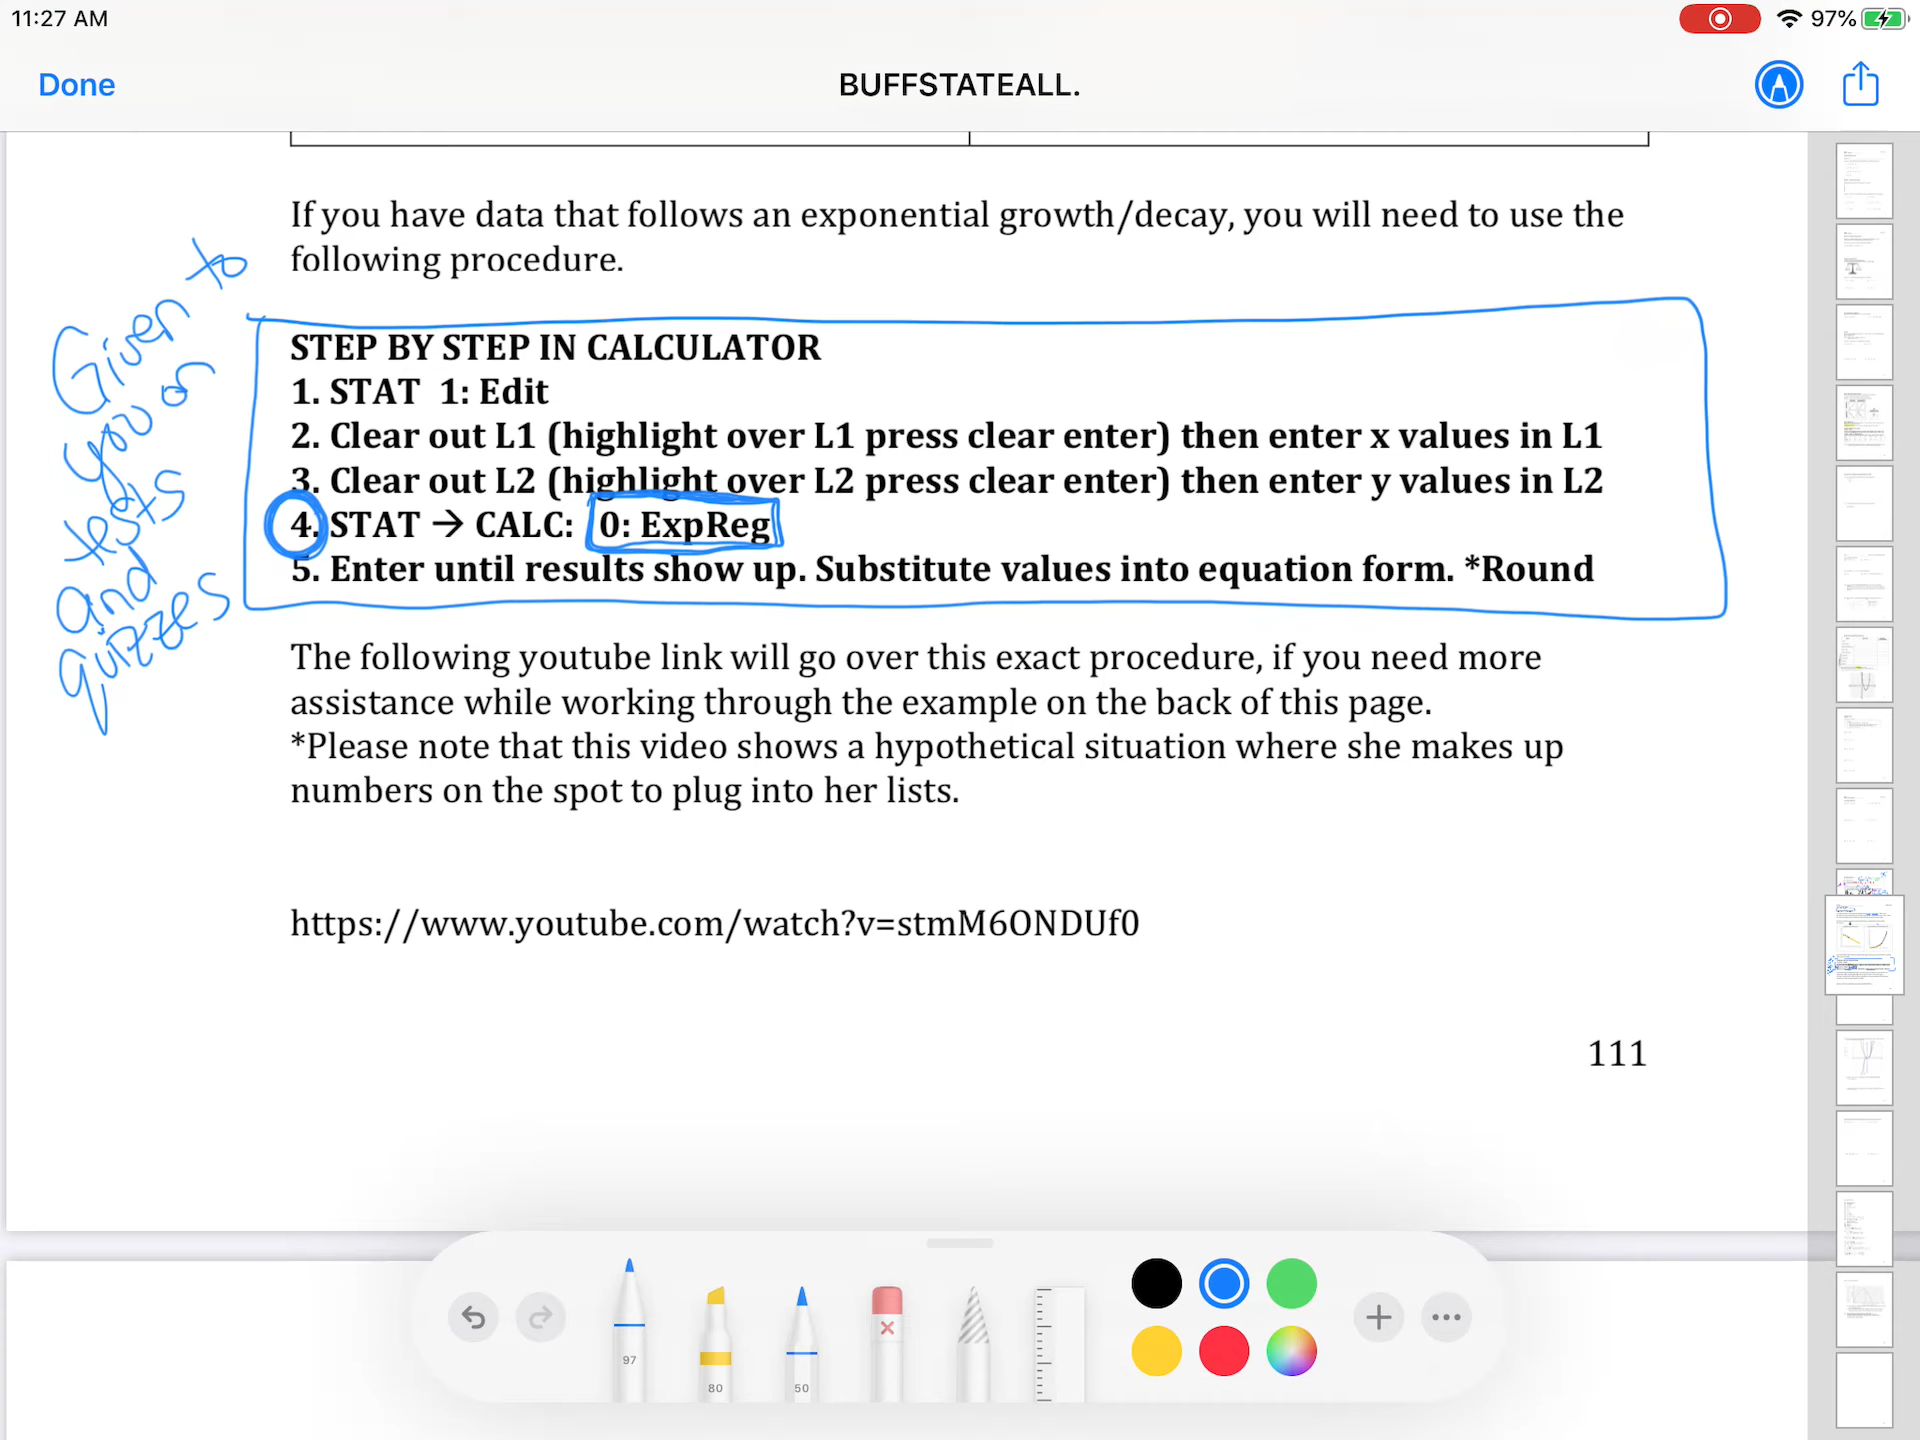 11:27 AM
97%
Done
BUFFSTATEALL.
If you have data that follows an exponential growth/decay, you will need to use the
following procedure.
Given to
you on
tests
and
quizzes
STEP BY STEP IN CALCULATOR
1. STAT 1: Edit
2. Clear out L1 (highlight over L1 press clear enter) then enter x values in L1
3. Clear out L2 (highlight over L2 press clear enter) then enter y values in L2
4. STAT → CALC: 0: ExpReg
5. Enter until results show up. Substitute values into equation form. *Round
The following youtube link will go over this exact procedure, if you need more
assistance while working through the example on the back of this page.
*Please note that this video shows a hypothetical situation where she makes up
numbers on the spot to plug into her lists.
https://www.youtube.com/watch?v=stmM6ONDUf0
111
97
80
50